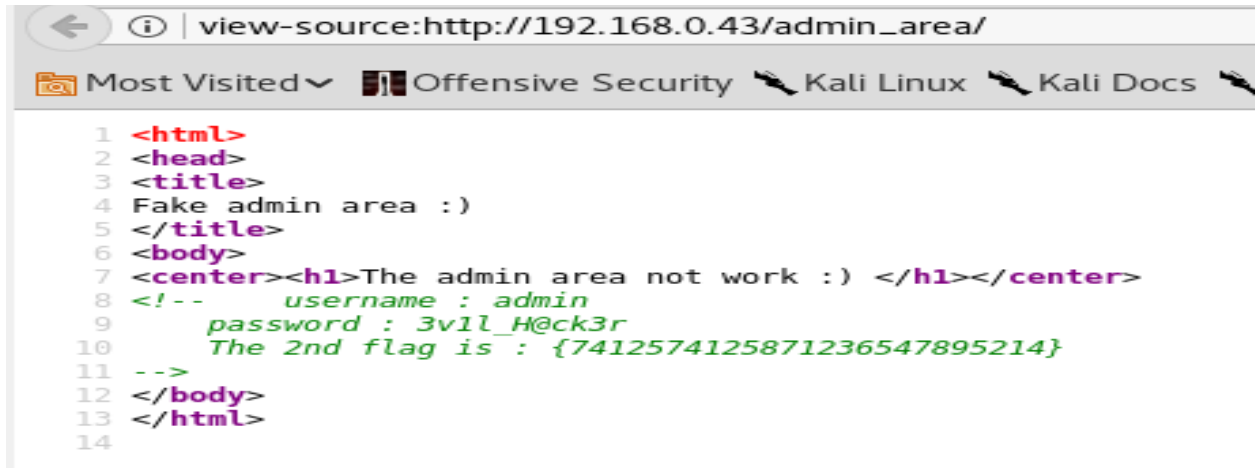 view-source:http://192.168.0.43/admin_area/
Most Visited Offensive Security Kali Linux Kali Docs
1 <html>
2 <head>
3 <title>
4 Fake admin area :)
5 </title>
6 <body>
7 <center><h1>The admin area not work :) </h1></center>
8 <!-- username : admin
9 password : 3v1l_H@ck3r
10 The 2nd flag is : {7412574125871236547895214}
11 -->
12 </body>
13 </html>
14